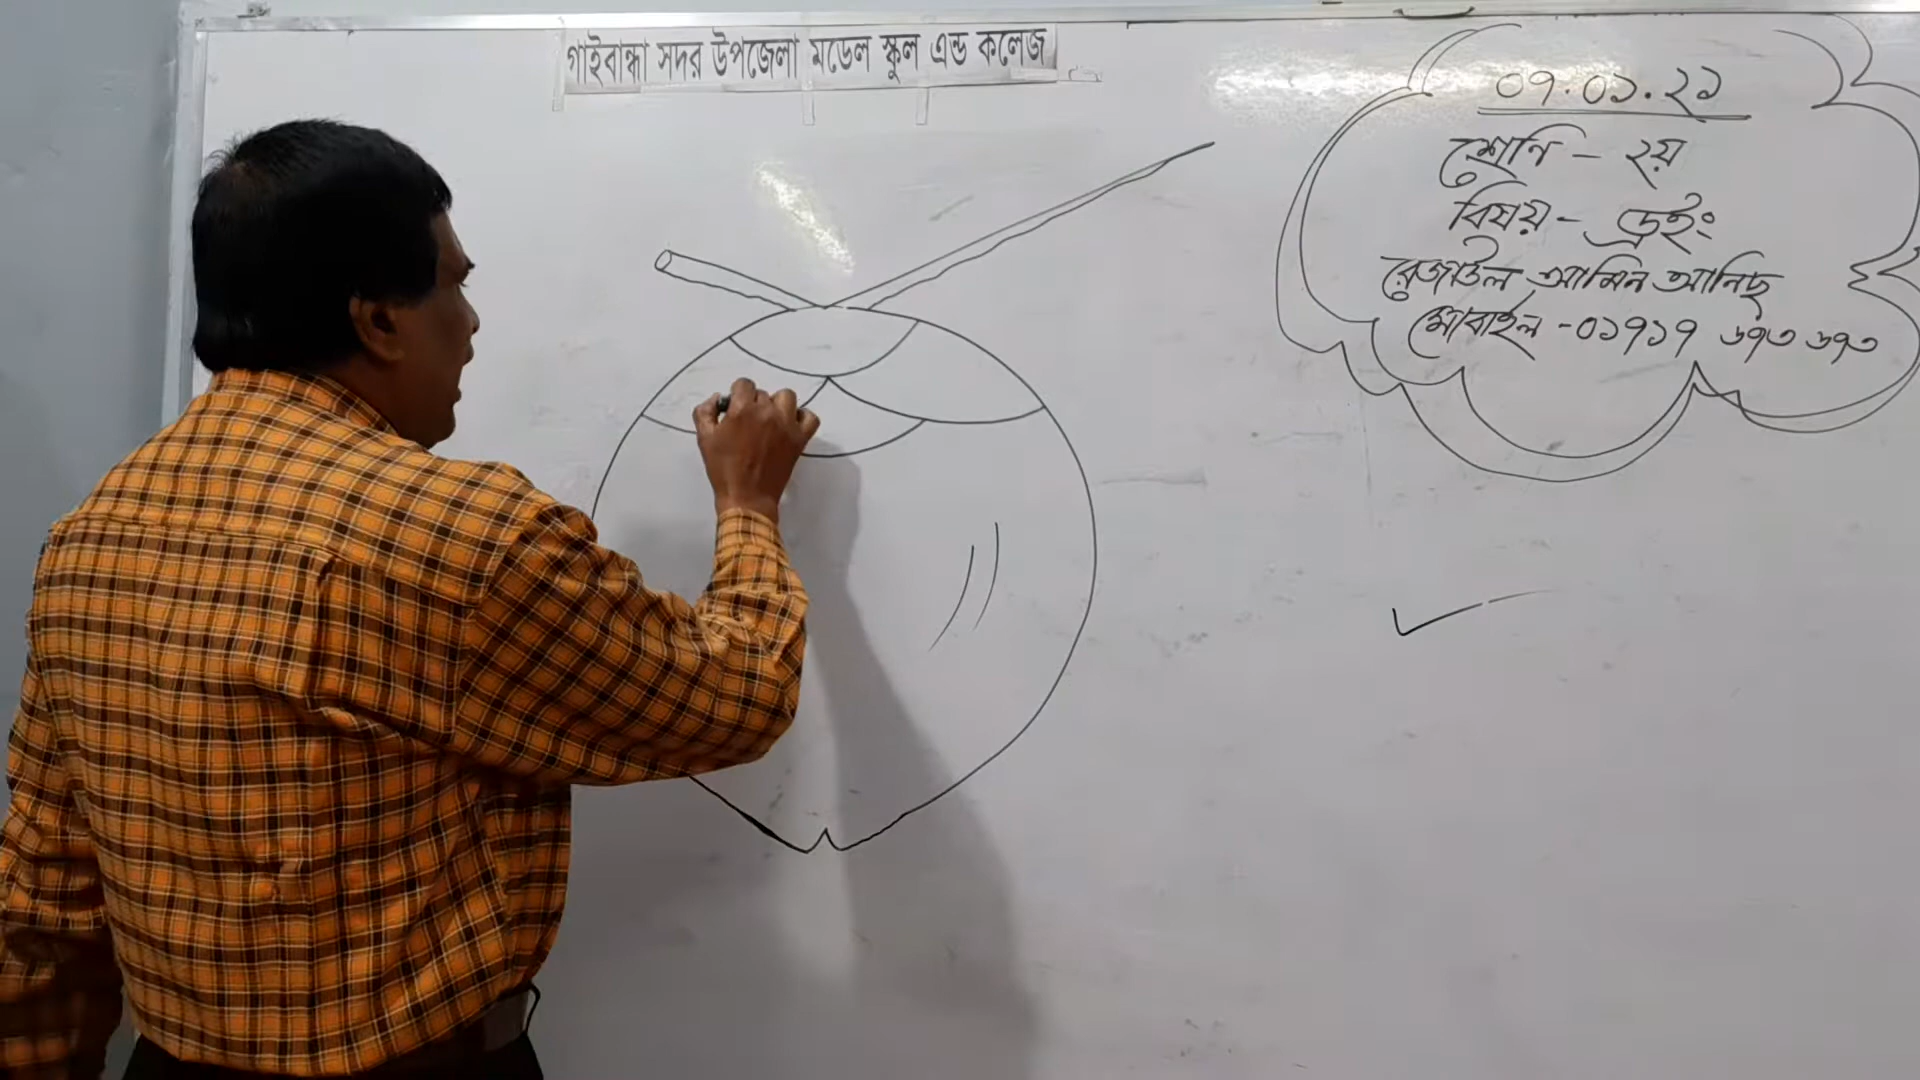 গাইবান্ধা সদর উপজেলা মডেল স্কুল এন্ড কলেজ
০৭.০১.২১
শ্রেণি - ২য়
বিষয় - ড্রইং
রেজাউল আমিন আনিছ
মোবাইল - ০১৭১৭ ৬৭৩ ৬৭৩